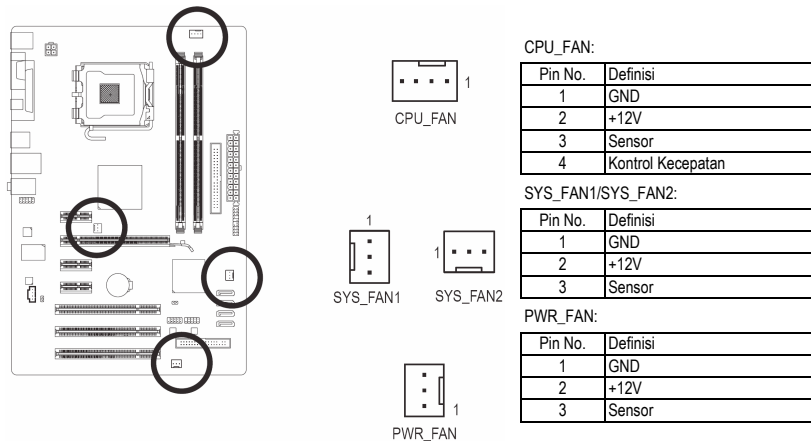 1
CPU_FAN
1
SYS_FAN1
1
SYS_FAN2
1
PWR_FAN
CPU_FAN:
Pin No. Definisi
1 GND
2 +12V
3 Sensor
4 Kontrol Kecepatan
SYS_FAN1/SYS_FAN2:
Pin No. Definisi
1 GND
2 +12V
3 Sensor
PWR_FAN:
Pin No. Definisi
1 GND
2 +12V
3 Sensor